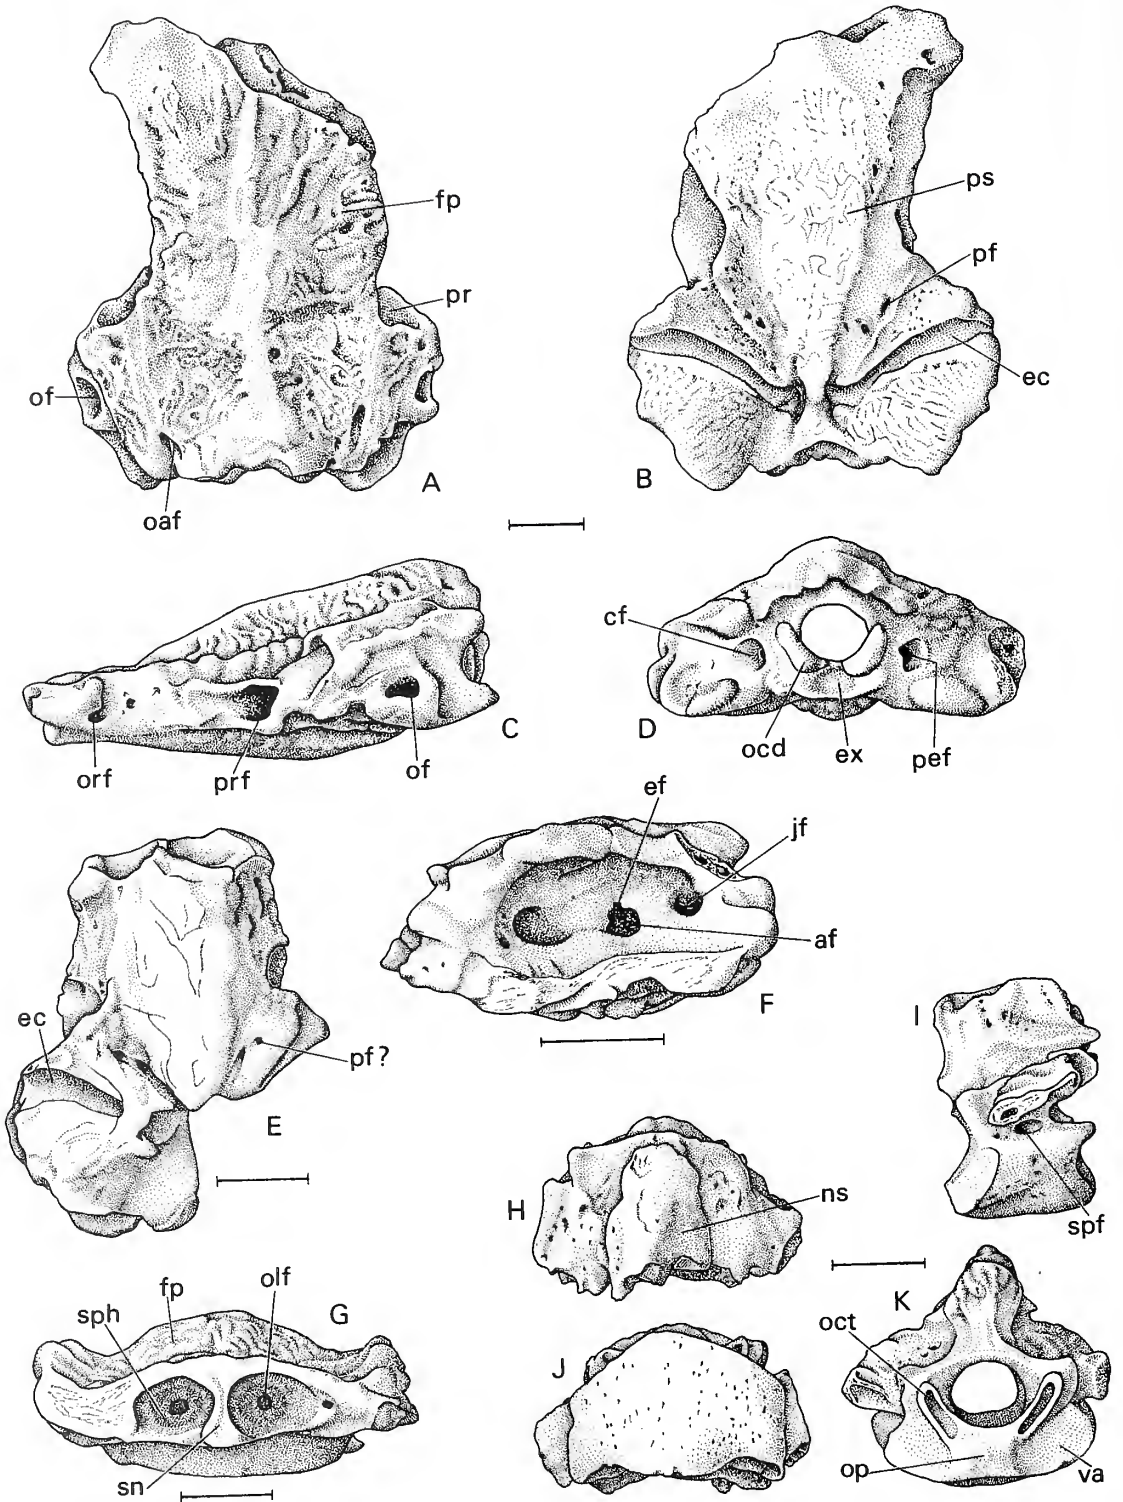 fp
pr
of
oaf
A
ps
pf
ec
B
orf
prf
of
C
cf
ocd
ex
pef
D
ec
pf?
E
ef
jf
af
F
fp
olf
sph
sn
G
ns
H
spf
I
J
oct
op
va
K